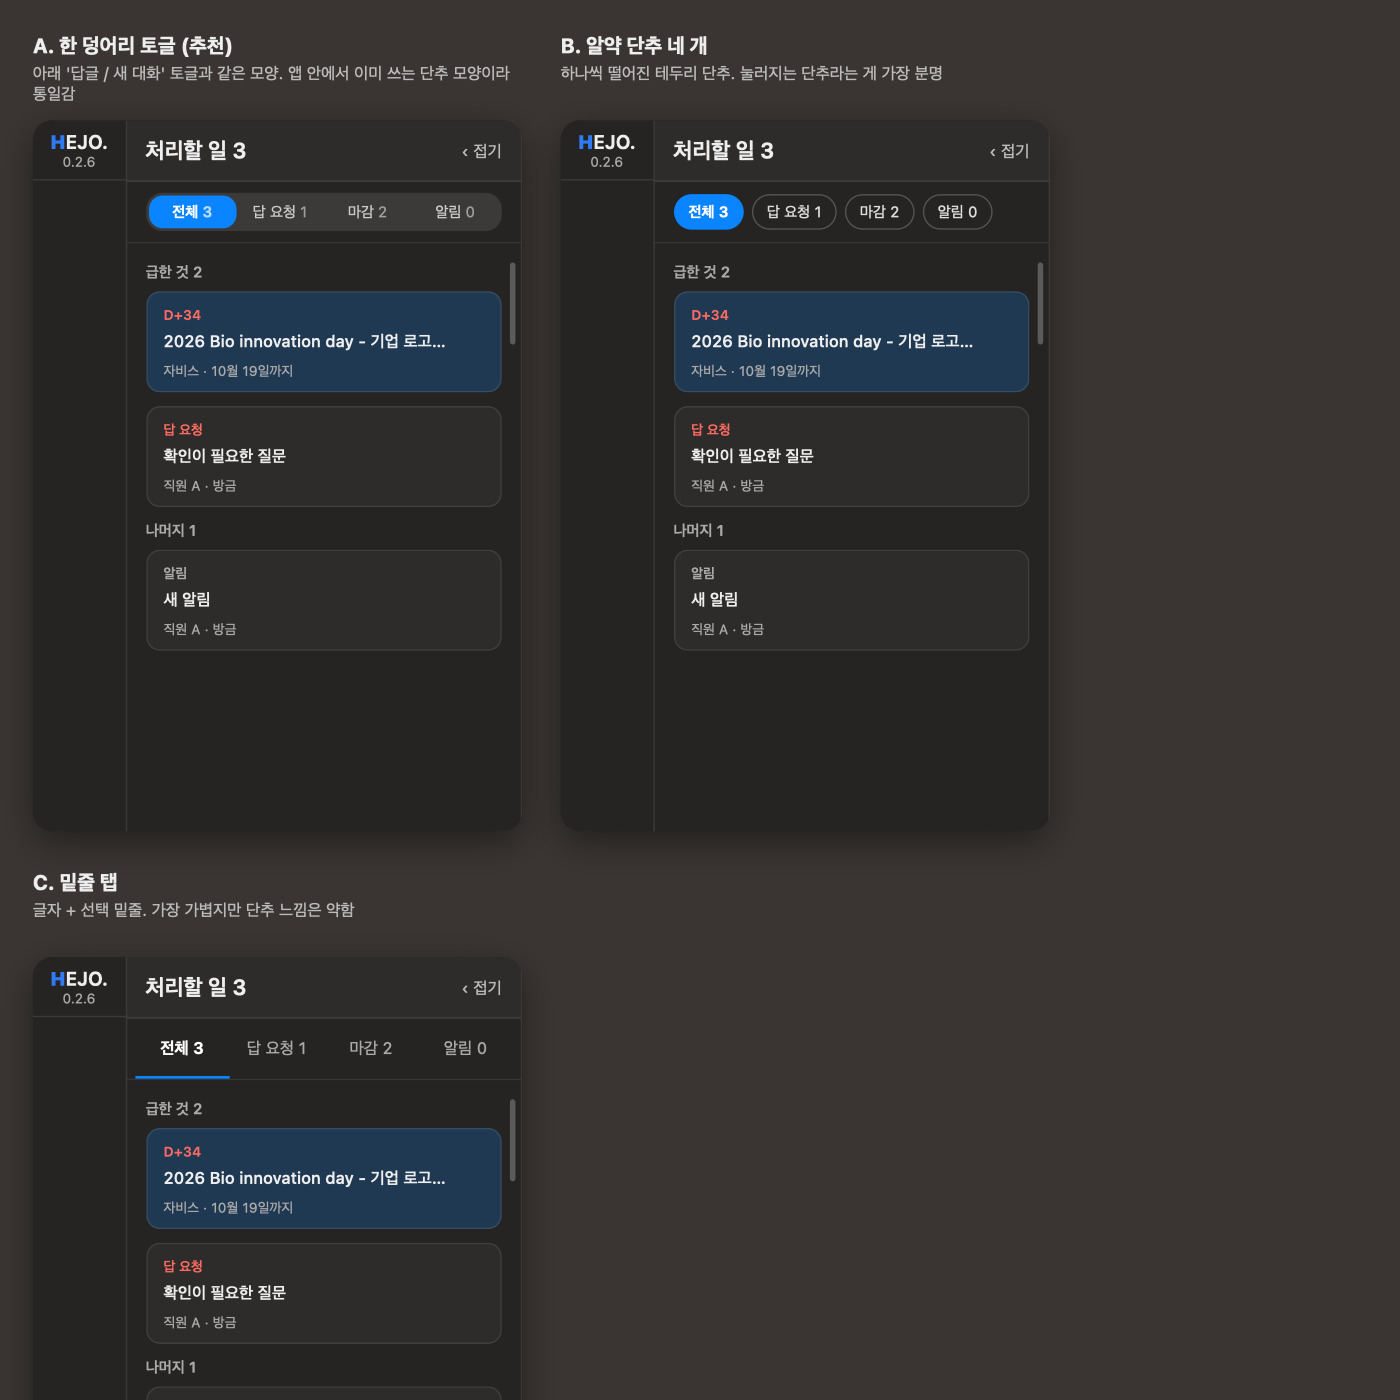 A. 한 덩어리 토글 (추천)
아래 '답글 / 새 대화' 토글과 같은 모양. 앱 안에서 이미 쓰는 단추 모양이라
통일감
HEJO.
0.2.6
처리할 일 3
‹ 접기
전체 3
답 요청 1
마감 2
알림 0
급한 것 2
D+34
2026 Bio innovation day - 기업 로고...
자비스 · 10월 19일까지
답 요청
확인이 필요한 질문
직원 A · 방금
나머지 1
알림
새 알림
직원 A · 방금
B. 알약 단추 네 개
하나씩 떨어진 테두리 단추. 눌러지는 단추라는 게 가장 분명
HEJO.
0.2.6
처리할 일 3
‹ 접기
전체 3
답 요청 1
마감 2
알림 0
급한 것 2
D+34
2026 Bio innovation day - 기업 로고...
자비스 · 10월 19일까지
답 요청
확인이 필요한 질문
직원 A · 방금
나머지 1
알림
새 알림
직원 A · 방금
C. 밑줄 탭
글자 + 선택 밑줄. 가장 가볍지만 단추 느낌은 약함
HEJO.
0.2.6
처리할 일 3
‹ 접기
전체 3
답 요청 1
마감 2
알림 0
급한 것 2
D+34
2026 Bio innovation day - 기업 로고...
자비스 · 10월 19일까지
답 요청
확인이 필요한 질문
직원 A · 방금
나머지 1